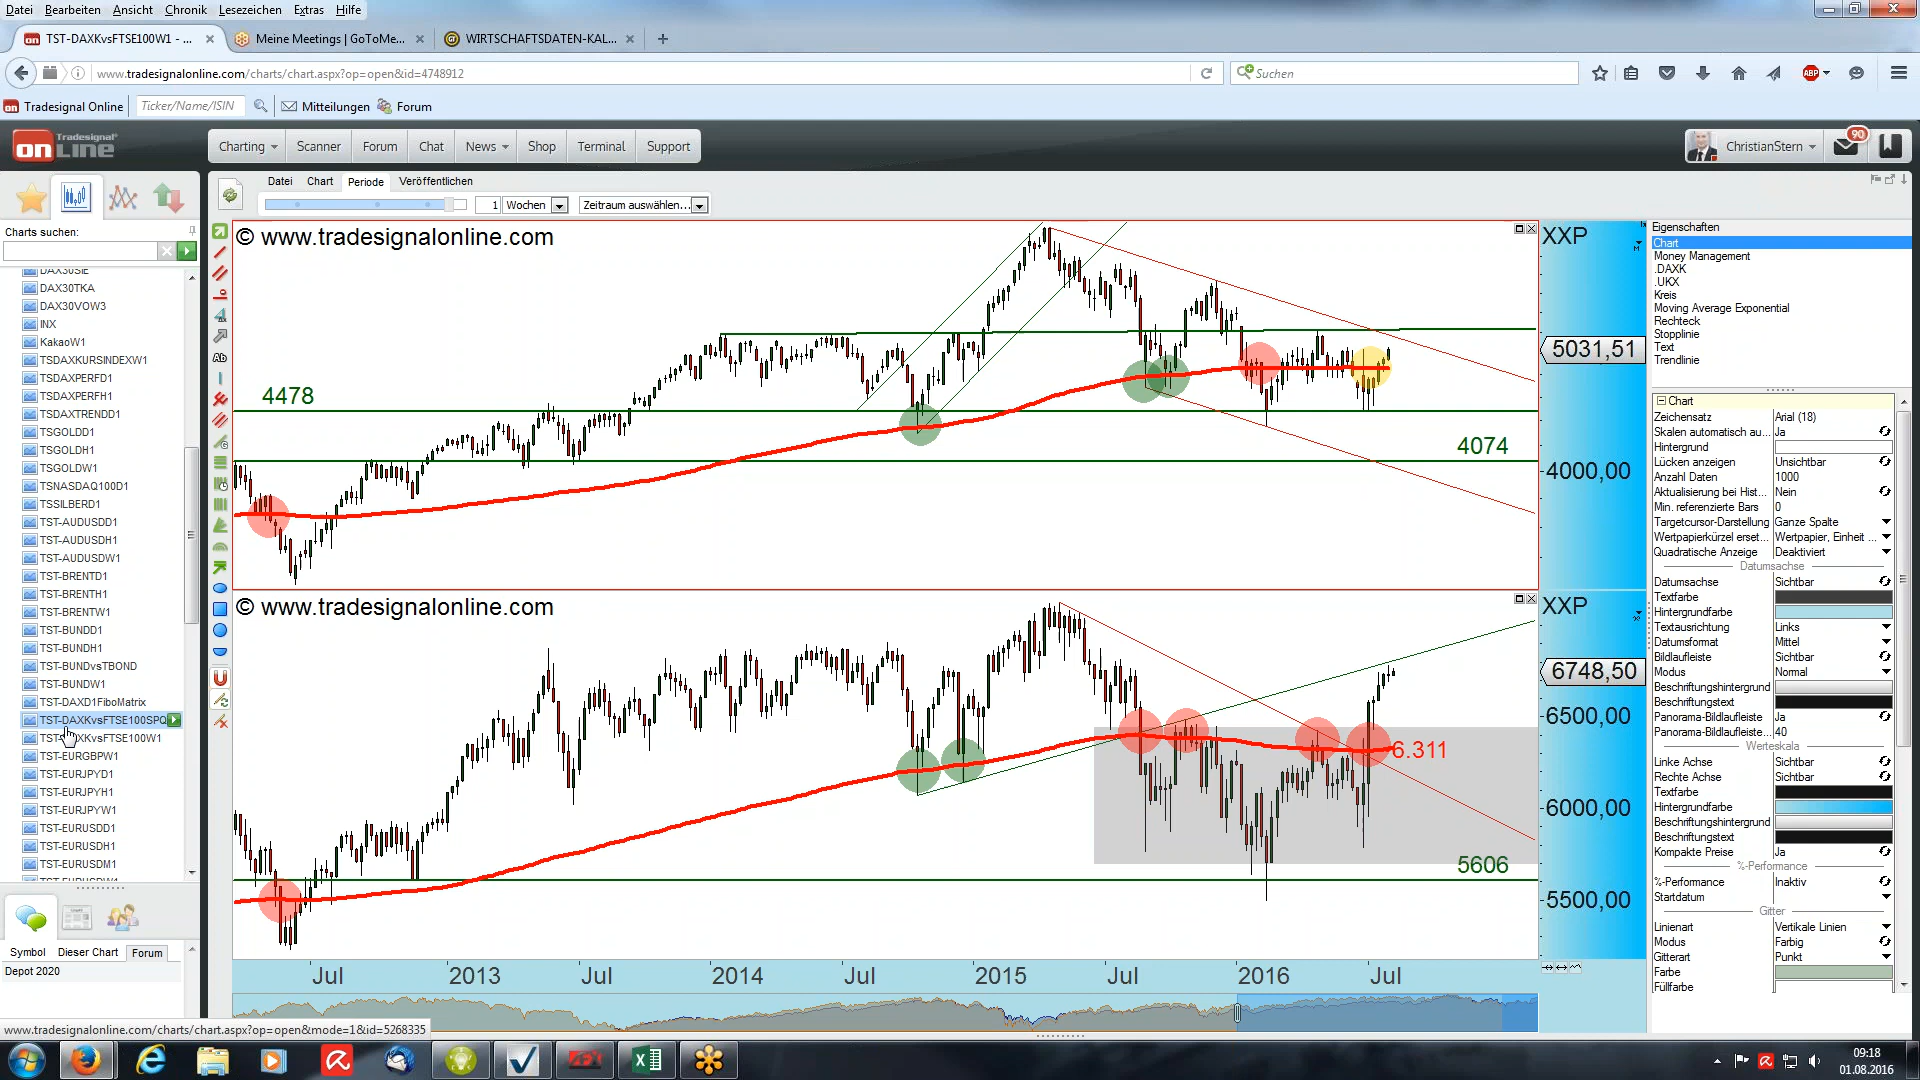 Datei Bearbeiten Ansicht Chronik Lesezeichen Extras Hilfe
TST-DAXKvsFTSE100W1 - ...
Meine Meetings | GoToMe...
WIRTSCHAFTSDATEN-KAL...
www.tradesignalonline.com/charts/chart.aspx?op=open&id=4748912
Suchen
ABP
Tradesignal Online
Ticker/Name/ISIN
Mitteilungen
Forum
Tradesignal
on LINE
Charting
Scanner
Forum
Chat
News
Shop
Terminal
Support
ChristianStern
90
Datei Chart Periode Veröffentlichen
1 Wochen Zeitraum auswählen...
Charts suchen:
DAX30SIE
DAX30TKA
DAX30VOW3
INX
KakaoW1
TSDAXKURSINDEXW1
TSDAXPERFD1
TSDAXPERFH1
TSDAXTRENDD1
TSGOLDD1
TSGOLDH1
TSGOLDW1
TSNASDAQ100D1
TSSILBERD1
TST-AUDUSDD1
TST-AUDUSDH1
TST-AUDUSDW1
TST-BRENTD1
TST-BRENTH1
TST-BRENTW1
TST-BUNDD1
TST-BUNDH1
TST-BUNDvsTBOND
TST-BUNDW1
TST-DAXD1FiboMatrix
TST-DAXKvsFTSE100SPQ
TST-DAXKvsFTSE100W1
TST-EURGBPW1
TST-EURJPYD1
TST-EURJPYH1
TST-EURJPYW1
TST-EURUSDD1
TST-EURUSDH1
TST-EURUSDM1
TST-EURUSDW1
Symbol Dieser Chart Forum
Depot 2020
Ab
© www.tradesignalonline.com
4478
4074
XXP
5031,51
4000,00
© www.tradesignalonline.com
6.311
5606
XXP
6748,50
6500,00
6000,00
5500,00
Jul 2013 Jul 2014 Jul 2015 Jul 2016 Jul
Eigenschaften
Chart
Money Management
.DAXK
.UKX
Kreis
Moving Average Exponential
Rechteck
Stopplinie
Text
Trendlinie
Chart
Zeichensatz Arial (18)
Skalen automatisch au... Ja
Hintergrund
Lücken anzeigen Unsichtbar
Anzahl Daten 1000
Aktualisierung bei Hist... Nein
Min. referenzierte Bars 0
Targetcursor-Darstellung Ganze Spalte
Wertpapierkürzel erset... Wertpapier, Einheit ...
Quadratische Anzeige Deaktiviert
Datumsachse
Datumsachse Sichtbar
Textfarbe
Hintergrundfarbe
Textausrichtung Links
Datumsformat Mittel
Bildlaufleiste Sichtbar
Modus Normal
Beschriftungshintergrund
Beschriftungstext
Panorama-Bildlaufleiste Ja
Panorama-Bildlaufleiste... 40
Werteskala
Linke Achse Sichtbar
Rechte Achse Sichtbar
Textfarbe
Hintergrundfarbe
Beschriftungshintergrund
Beschriftungstext
Kompakte Preise Ja
%-Performance
%-Performance Inaktiv
Startdatum
Gitter
Linienart Vertikale Linien
Modus Farbig
Gitterart Punkt
Farbe
Füllfarbe
www.tradesignalonline.com/charts/chart.aspx?op=open&mode=1&id=5268335
09:18
01.08.2016